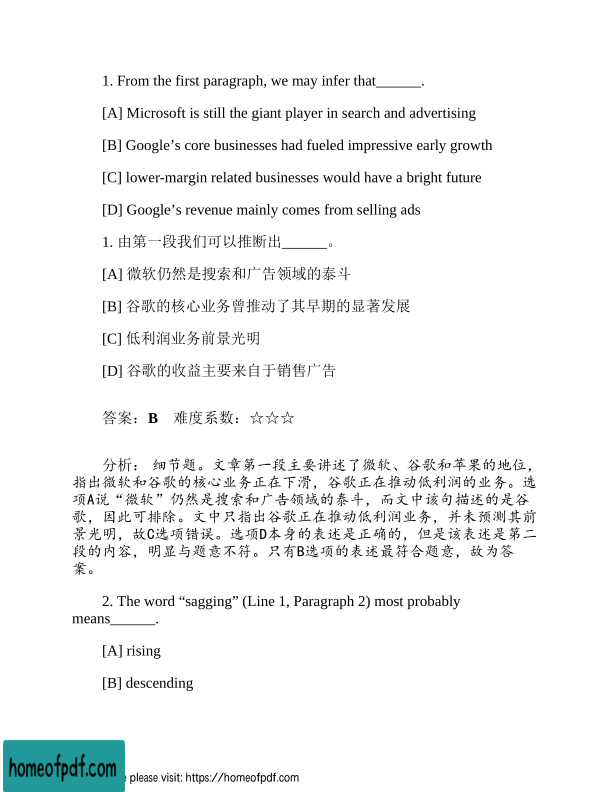 1. From the first paragraph, we may infer that______.
[A] Microsoft is still the giant player in search and advertising
[B] Google’s core businesses had fueled impressive early growth
[C] lower-margin related businesses would have a bright future
[D] Google’s revenue mainly comes from selling ads
1. 由第一段我们可以推断出______。
[A] 微软仍然是搜索和广告领域的泰斗
[B] 谷歌的核心业务曾推动了其早期的显著发展
[C] 低利润业务前景光明
[D] 谷歌的收益主要来自于销售广告
答案：B 难度系数：☆☆☆
分析： 细节题。文章第一段主要讲述了微软、谷歌和苹果的地位，
指出微软和谷歌的核心业务正在下滑，谷歌正在推动低利润的业务。选
项A说“微软”仍然是搜索和广告领域的泰斗，而文中该句描述的是谷
歌，因此可排除。文中只指出谷歌正在推动低利润业务，并未预测其前
景光明，故C选项错误。选项D本身的表述是正确的，但是该表述是第二
段的内容，明显与题意不符。只有B选项的表述最符合题意，故为答
案。
2. The word “sagging” (Line 1, Paragraph 2) most probably
means______.
[A] rising
[B] descending
homeofpdf.com
please visit: https://homeofpdf.com